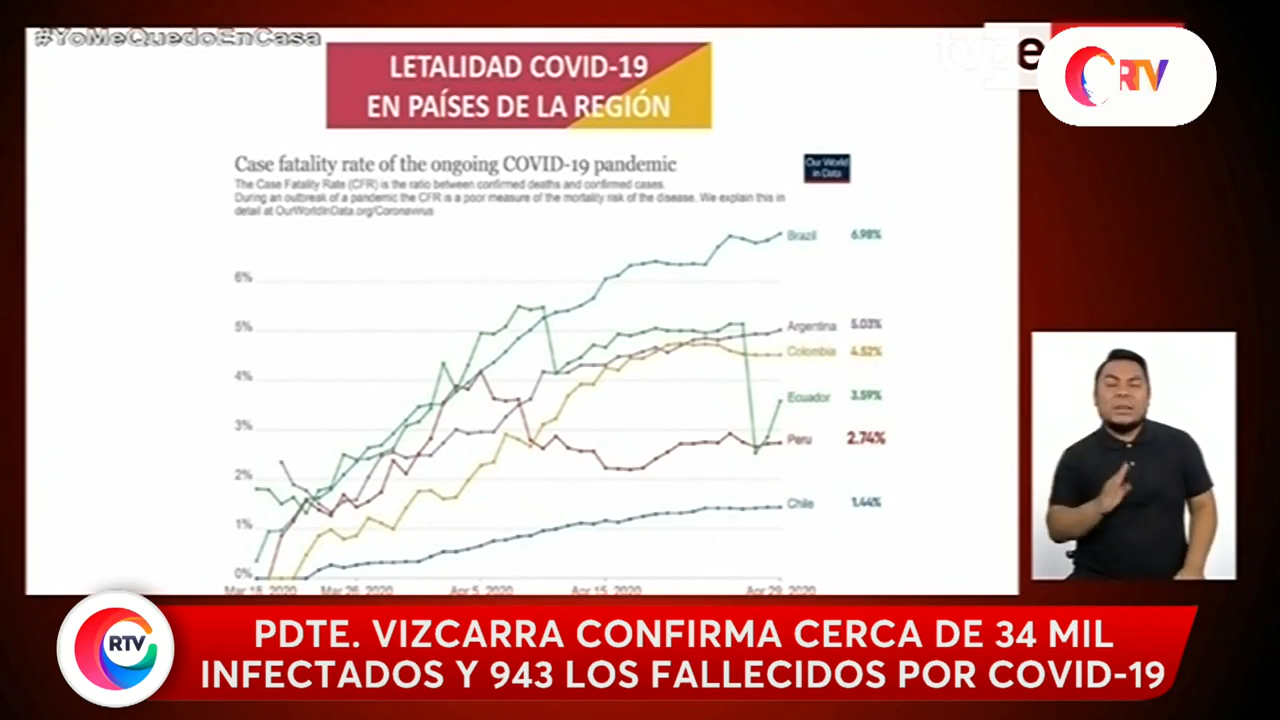 #YoMeQuedoEnCasa
tvpe
RTV
LETALIDAD COVID-19
EN PAÍSES DE LA REGIÓN
Case fatality rate of the ongoing COVID-19 pandemic
Our World
in Data
The Case Fatality Rate (CFR) is the ratio between confirmed deaths and confirmed cases.
During an outbreak of a pandemic the CFR is a poor measure of the mortality risk of the disease. We explain this in
detail at OurWorldInData.org/Coronavirus
Brazil 6.98%
6%
5%
Argentina 5.03%
Colombia 4.52%
4%
Ecuador 3.59%
3%
Peru 2.74%
2%
Chile 1.44%
1%
0%
Mar 18, 2020 Mar 26, 2020 Apr 5, 2020 Apr 15, 2020 Apr 29, 2020
RTV
PDTE. VIZCARRA CONFIRMA CERCA DE 34 MIL
INFECTADOS Y 943 LOS FALLECIDOS POR COVID-19